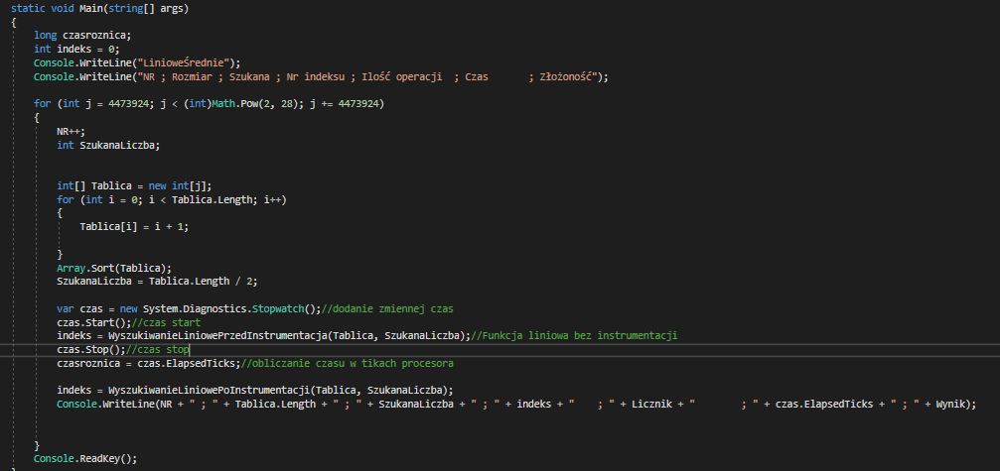 static void Main(string[] args)
{
long czasroznica;
int indeks = 0;
Console.WriteLine("LinioweŚrednie");
Console.WriteLine("NR ; Rozmiar ; Szukana ; Nr indeksu ; Ilość operacji  ; Czas      ; Złożoność");
for (int j = 4473924; j < (int)Math.Pow(2, 28); j += 4473924)
{
NR++;
int SzukanaLiczba;
int[] Tablica = new int[j];
for (int i = 0; i < Tablica.Length; i++)
{
Tablica[i] = i + 1;
}
Array.Sort(Tablica);
SzukanaLiczba = Tablica.Length / 2;
var czas = new System.Diagnostics.Stopwatch();//dodanie zmiennej czas
czas.Start();//czas start
indeks = WyszukiwanieLiniowePrzedInstrumentacja(Tablica, SzukanaLiczba);//Funkcja liniowa bez instrumentacji
czas.Stop();//czas stop
czasroznica = czas.ElapsedTicks;//obliczanie czasu w tikach procesora
indeks = WyszukiwanieLiniowePoInstrumentacji(Tablica, SzukanaLiczba);
Console.WriteLine(NR + " ; " + Tablica.Length + " ; " + SzukanaLiczba + " ; " + indeks + "    ; " + Licznik + "        ; " + czas.ElapsedTicks + " ; " + Wynik);
}
Console.ReadKey();
}